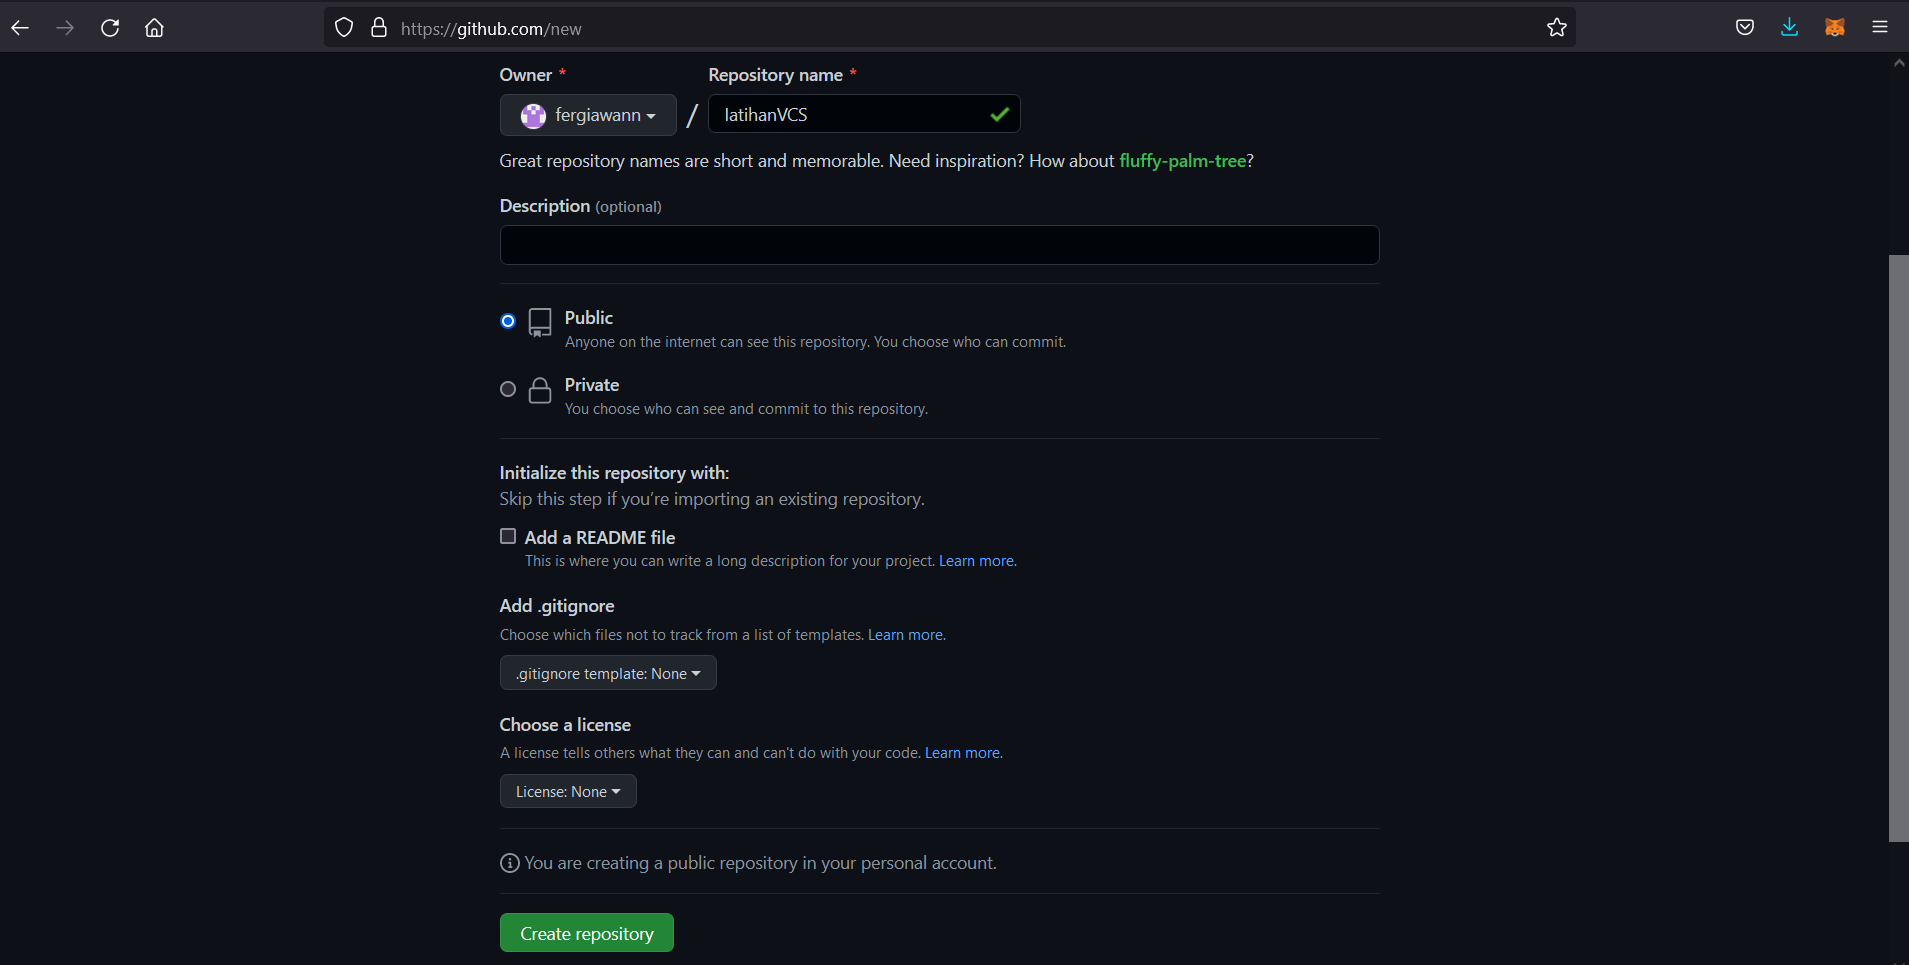 https://github.com/new
Owner * Repository name *
fergiawann / latihanVCS
Great repository names are short and memorable. Need inspiration? How about fluffy-palm-tree?
Description (optional)
Public
Anyone on the internet can see this repository. You choose who can commit.
Private
You choose who can see and commit to this repository.
Initialize this repository with:
Skip this step if you’re importing an existing repository.
Add a README file
This is where you can write a long description for your project. Learn more.
Add .gitignore
Choose which files not to track from a list of templates. Learn more.
.gitignore template: None
Choose a license
A license tells others what they can and can't do with your code. Learn more.
License: None
You are creating a public repository in your personal account.
Create repository